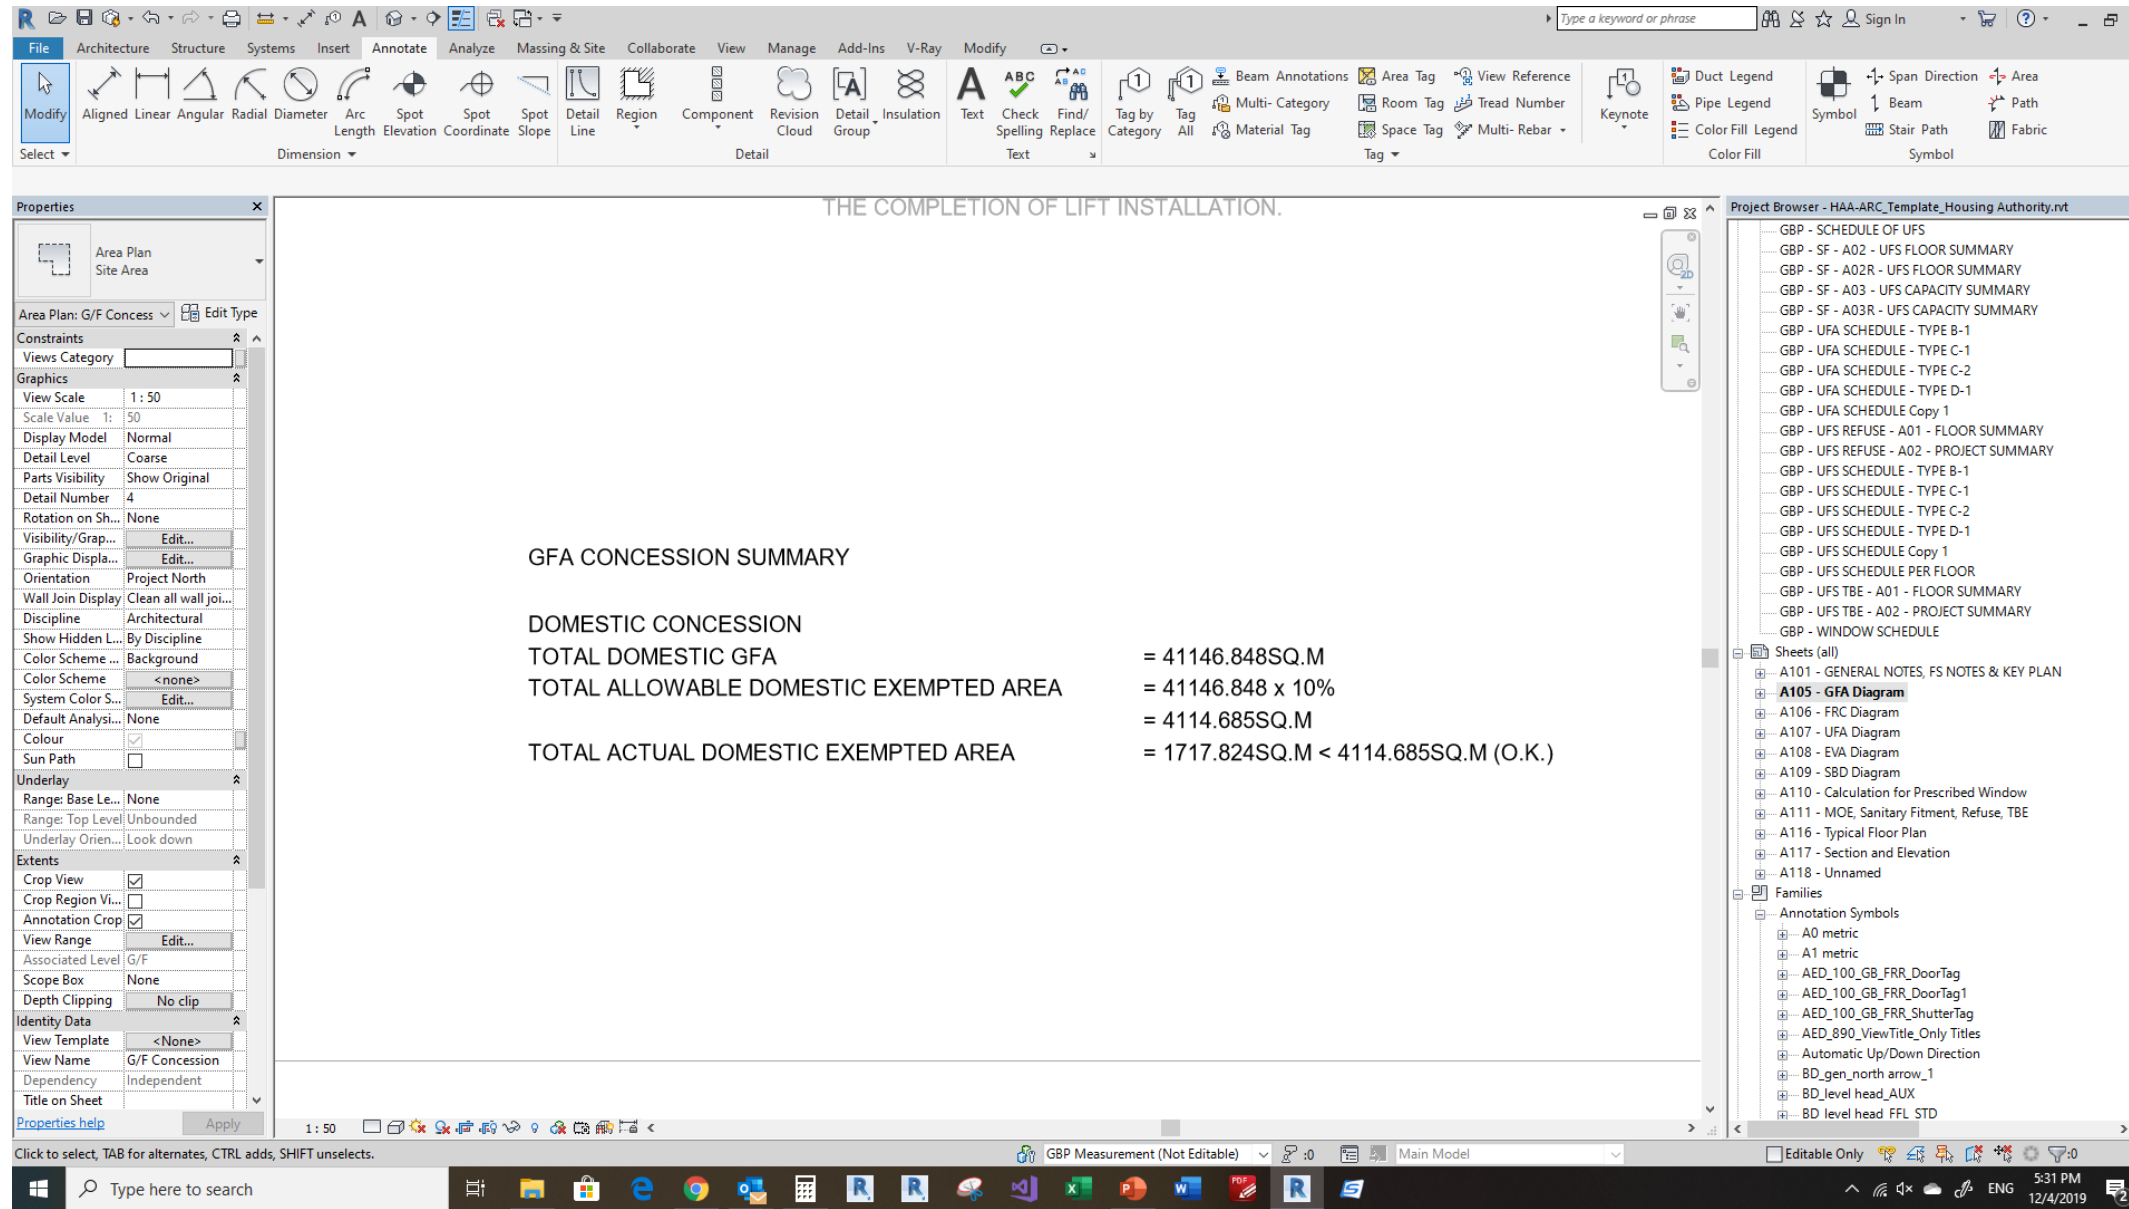 Type a keyword or phrase
Sign In
File Architecture Structure Systems Insert Annotate Analyze Massing & Site Collaborate View Manage Add-Ins V-Ray Modify
Modify Aligned Linear Angular Radial Diameter Arc Length Spot Elevation Spot Coordinate Spot Slope Detail Line Region Component Revision Cloud Detail Group Insulation Text Check Spelling Find/ Replace Tag by Category Tag All
Beam Annotations Area Tag View Reference
Multi- Category Room Tag Tread Number
Material Tag Space Tag Multi- Rebar
Keynote
Duct Legend
Pipe Legend
Color Fill Legend
Symbol
Span Direction Area
Beam Path
Stair Path Fabric
Select Dimension Detail Text Tag Color Fill Symbol
Properties
Area Plan
Site Area
Area Plan: G/F Concess Edit Type
Constraints
Views Category
Graphics
View Scale 1 : 50
Scale Value 1: 50
Display Model Normal
Detail Level Coarse
Parts Visibility Show Original
Detail Number 4
Rotation on Sh... None
Visibility/Grap... Edit...
Graphic Displa... Edit...
Orientation Project North
Wall Join Display Clean all wall joi...
Discipline Architectural
Show Hidden L... By Discipline
Color Scheme ... Background
Color Scheme <none>
System Color S... Edit...
Default Analysi... None
Colour
Sun Path
Underlay
Range: Base Le... None
Range: Top Level Unbounded
Underlay Orien... Look down
Extents
Crop View
Crop Region Vi...
Annotation Crop
View Range Edit...
Associated Level G/F
Scope Box None
Depth Clipping No clip
Identity Data
View Template <None>
View Name G/F Concession
Dependency Independent
Title on Sheet
Properties help Apply
THE COMPLETION OF LIFT INSTALLATION.
2D
GFA CONCESSION SUMMARY
DOMESTIC CONCESSION
TOTAL DOMESTIC GFA = 41146.848SQ.M
TOTAL ALLOWABLE DOMESTIC EXEMPTED AREA = 41146.848 x 10%
= 4114.685SQ.M
TOTAL ACTUAL DOMESTIC EXEMPTED AREA = 1717.824SQ.M < 4114.685SQ.M (O.K.)
1 : 50
Project Browser - HAA-ARC_Template_Housing Authority.rvt
GBP - SCHEDULE OF UFS
GBP - SF - A02 - UFS FLOOR SUMMARY
GBP - SF - A02R - UFS FLOOR SUMMARY
GBP - SF - A03 - UFS CAPACITY SUMMARY
GBP - SF - A03R - UFS CAPACITY SUMMARY
GBP - UFA SCHEDULE - TYPE B-1
GBP - UFA SCHEDULE - TYPE C-1
GBP - UFA SCHEDULE - TYPE C-2
GBP - UFA SCHEDULE - TYPE D-1
GBP - UFA SCHEDULE Copy 1
GBP - UFS REFUSE - A01 - FLOOR SUMMARY
GBP - UFS REFUSE - A02 - PROJECT SUMMARY
GBP - UFS SCHEDULE - TYPE B-1
GBP - UFS SCHEDULE - TYPE C-1
GBP - UFS SCHEDULE - TYPE C-2
GBP - UFS SCHEDULE - TYPE D-1
GBP - UFS SCHEDULE Copy 1
GBP - UFS SCHEDULE PER FLOOR
GBP - UFS TBE - A01 - FLOOR SUMMARY
GBP - UFS TBE - A02 - PROJECT SUMMARY
GBP - WINDOW SCHEDULE
Sheets (all)
A101 - GENERAL NOTES, FS NOTES & KEY PLAN
A105 - GFA Diagram
A106 - FRC Diagram
A107 - UFA Diagram
A108 - EVA Diagram
A109 - SBD Diagram
A110 - Calculation for Prescribed Window
A111 - MOE, Sanitary Fitment, Refuse, TBE
A116 - Typical Floor Plan
A117 - Section and Elevation
A118 - Unnamed
Families
Annotation Symbols
A0 metric
A1 metric
AED_100_GB_FRR_DoorTag
AED_100_GB_FRR_DoorTag1
AED_100_GB_FRR_ShutterTag
AED_890_ViewTitle_Only Titles
Automatic Up/Down Direction
BD_gen_north arrow_1
BD_level head_AUX
BD level head FFL STD
Click to select, TAB for alternates, CTRL adds, SHIFT unselects.
GBP Measurement (Not Editable) :0 Main Model
Editable Only :0
Type here to search
ENG
5:31 PM
12/4/2019